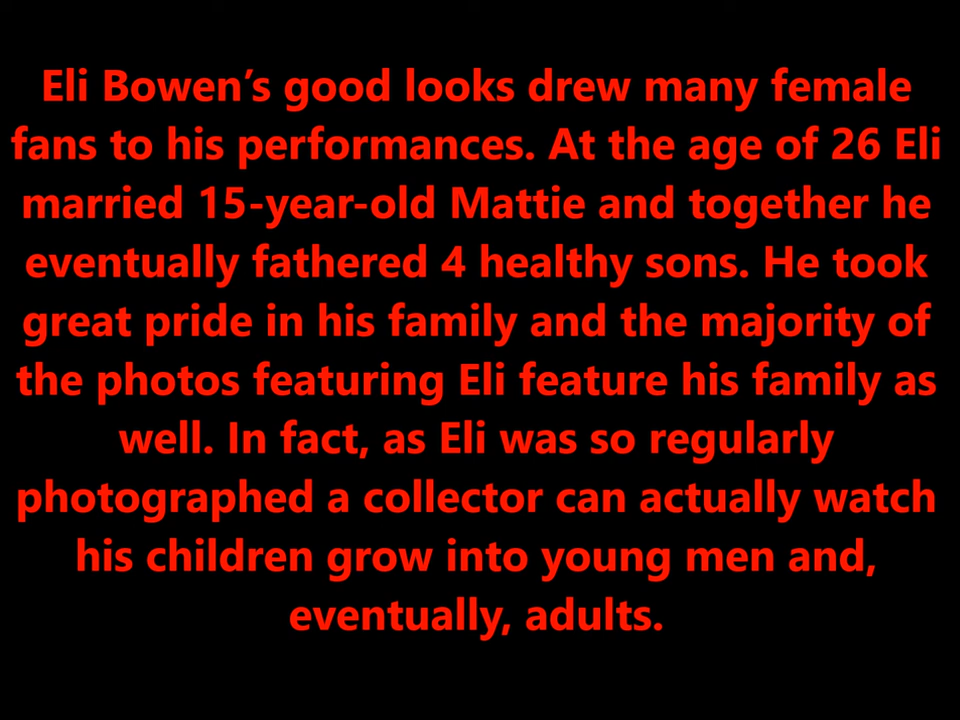 Eli Bowen’s good looks drew many female
fans to his performances. At the age of 26 Eli
married 15-year-old Mattie and together he
eventually fathered 4 healthy sons. He took
great pride in his family and the majority of
the photos featuring Eli feature his family as
well. In fact, as Eli was so regularly
photographed a collector can actually watch
his children grow into young men and,
eventually, adults.